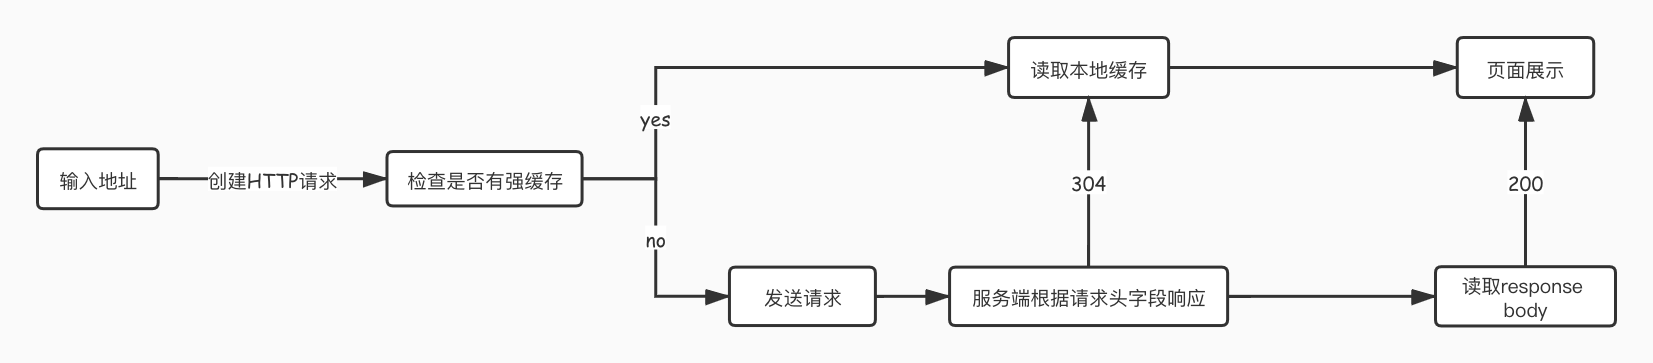 读取本地缓存
页面展示
yes
输入地址
创建HTTP请求
检查是否有强缓存
304
200
no
发送请求
服务端根据请求头字段响应
读取response
body